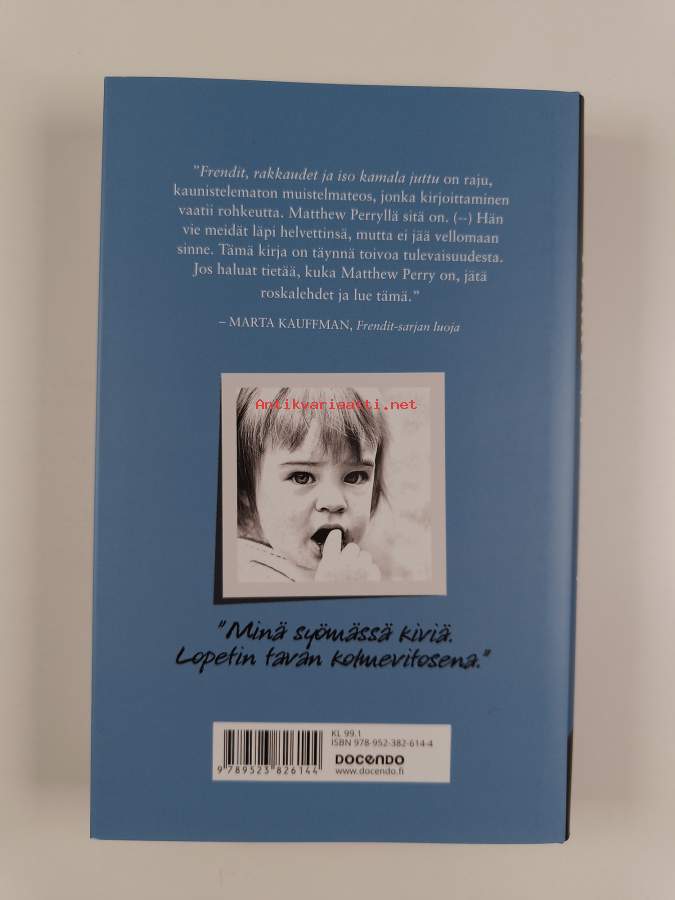 "Frendit, rakkaudet ja iso kamala juttu on raju,
kaunistelematon muistelmateos, jonka kirjoittaminen
vaatii rohkeutta. Matthew Perryllä sitä on. (--) Hän
vie meidät läpi helvettinsä, mutta ei jää vellomaan
sinne. Tämä kirja on täynnä toivoa tulevaisuudesta.
Jos haluat tietää, kuka Matthew Perry on, jätä
roskalehdet ja lue tämä."
– MARTA KAUFFMAN, Frendit-sarjan luoja
Antikvariaatti.net
"Minä syömässä kiviä.
Lopetin tavan kolmevitosena."
KL 99.1
ISBN 978-952-382-614-4
DOCENDO
www.docendo.fi
9 789523 826144